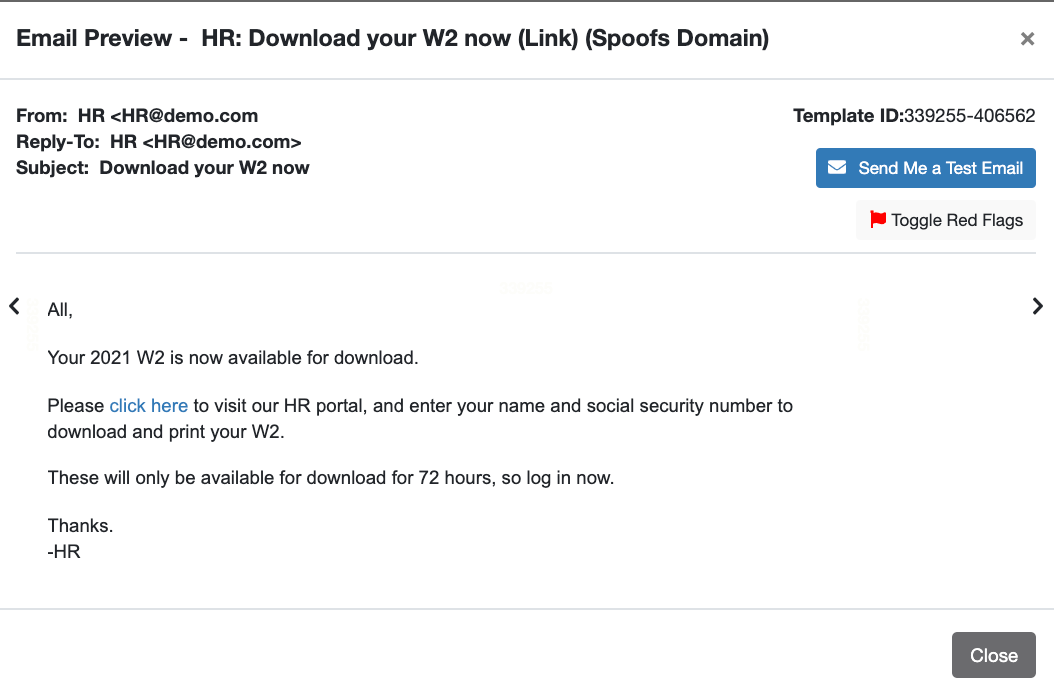 Email Preview -  HR: Download your W2 now (Link) (Spoofs Domain)
×
From:  HR <HR@demo.com
Reply-To:  HR <HR@demo.com>
Subject:  Download your W2 now
Template ID:339255-406562
Send Me a Test Email
Toggle Red Flags
All,
Your 2021 W2 is now available for download.
Please click here to visit our HR portal, and enter your name and social security number to
download and print your W2.
These will only be available for download for 72 hours, so log in now.
Thanks.
-HR
Close